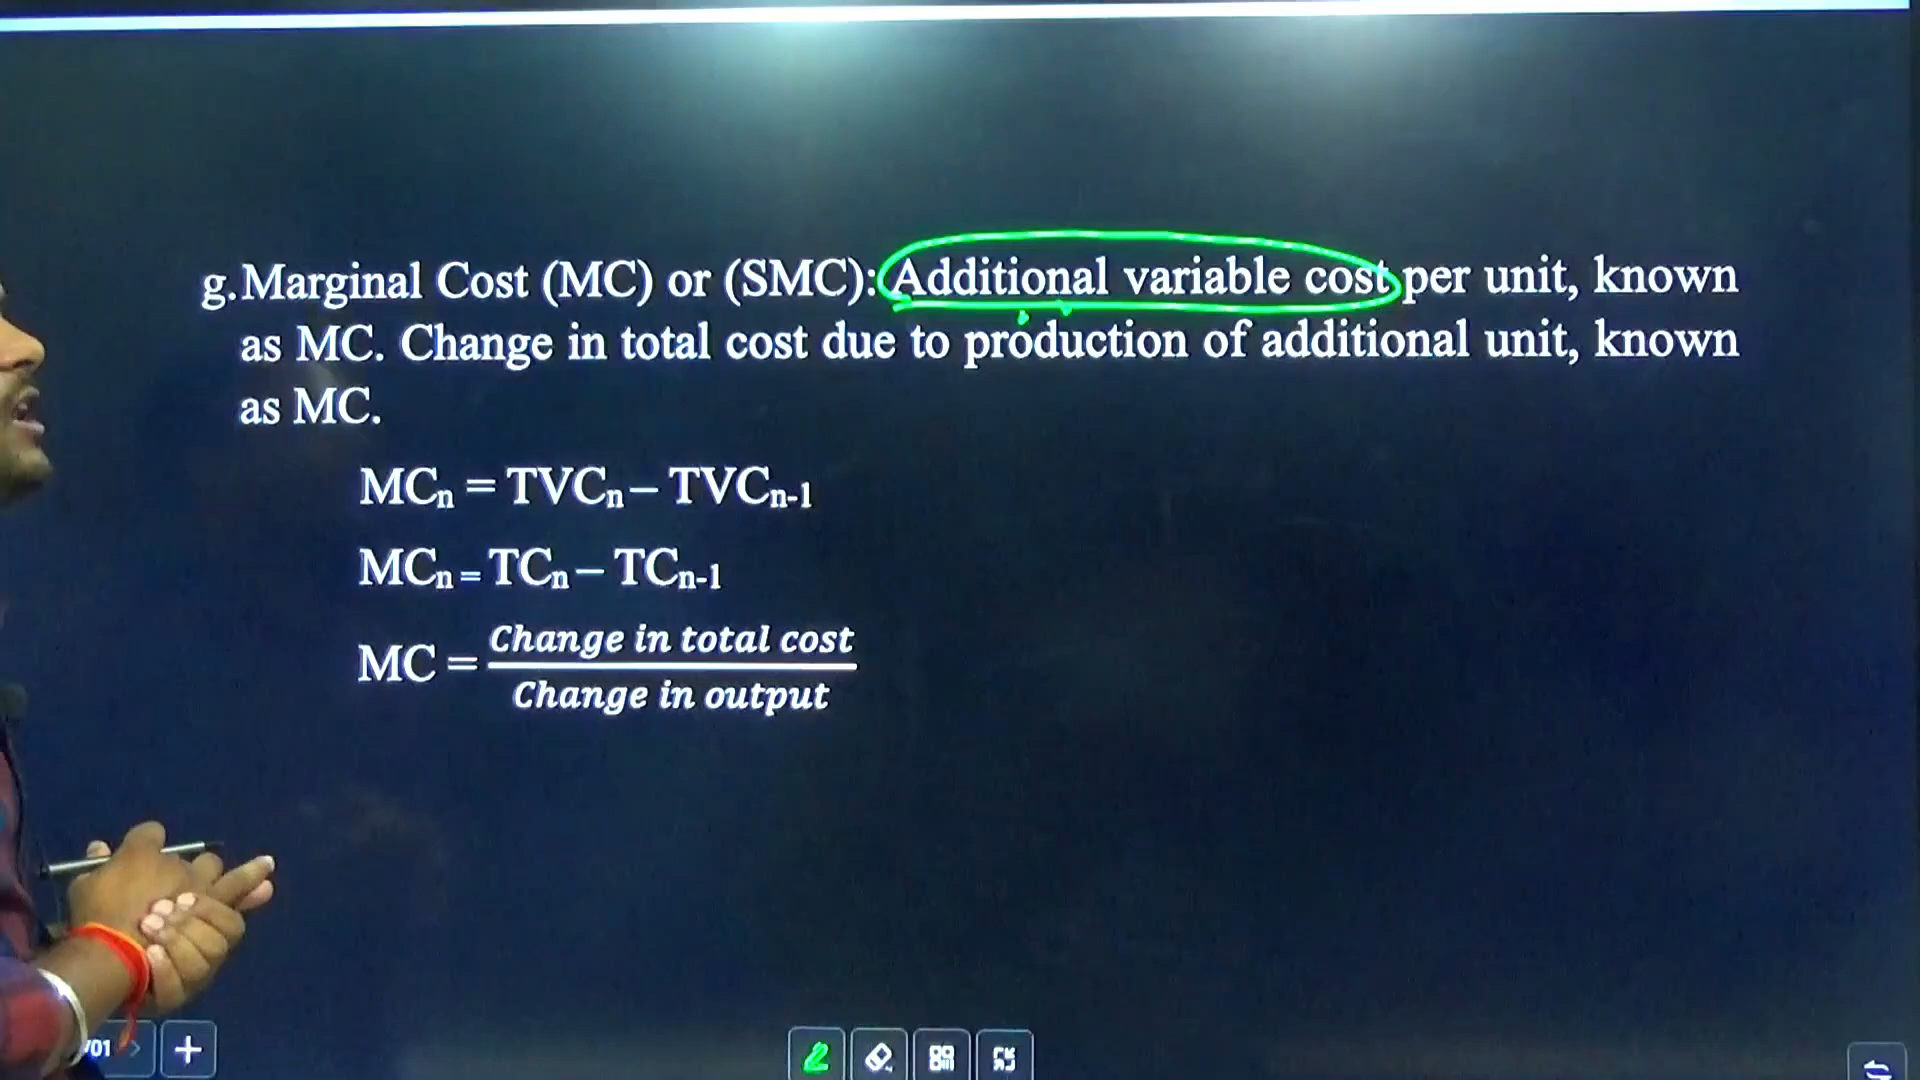 g. Marginal Cost (MC) or (SMC): Additional variable cost per unit, known
as MC. Change in total cost due to production of additional unit, known
as MC.
MCₙ = TVCₙ – TVCₙ₋₁
MCₙ = TCₙ – TCₙ₋₁
MC = Change in total cost
Change in output
/01 > +